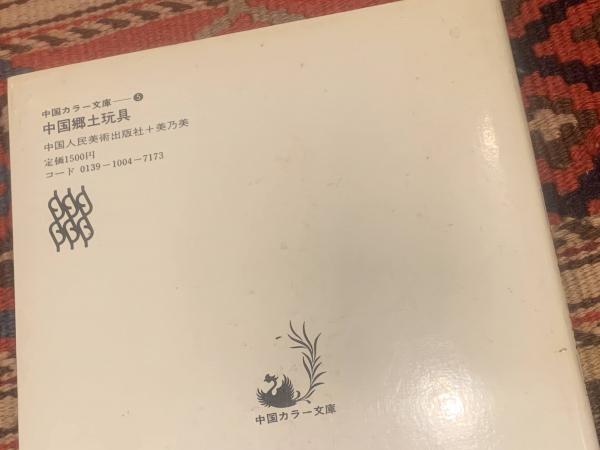 中国カラー文庫──❺
中国郷土玩具
中国人民美術出版社+美乃美
定価1500円
コード 0139-1004-7173
中国カラー文庫